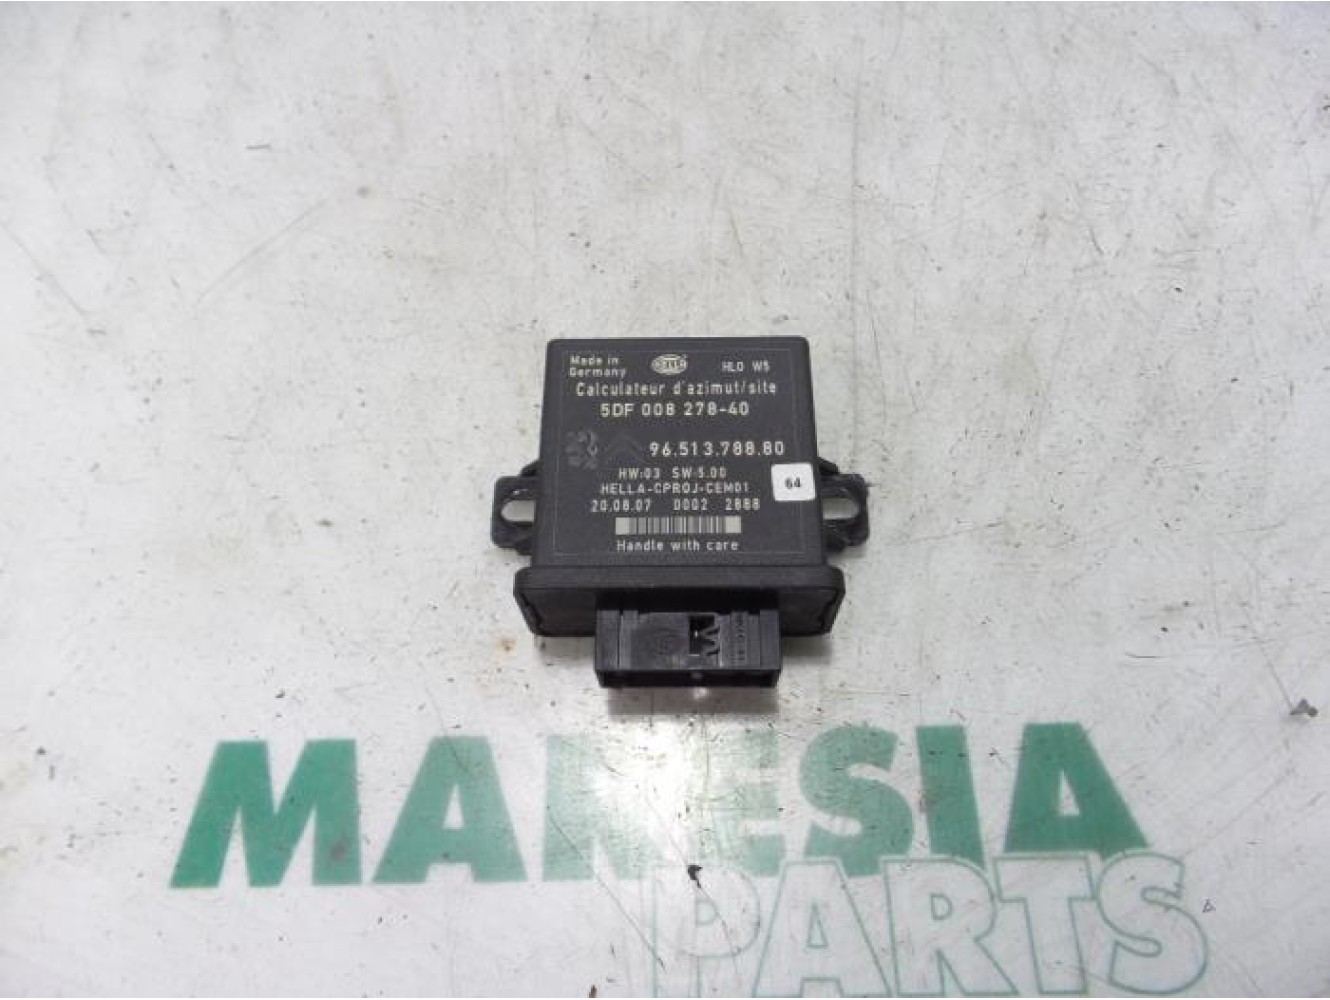 Made in
Germany
HELLA
HLO W5
Calculateur d'azimut/site
5DF 008 278-40
96.513.788.80
HW:03 SW:5.00
HELLA-CPROJ-CEM01
64
20.08.07 0002 2888
Handle with care
MARESIA
PARTS